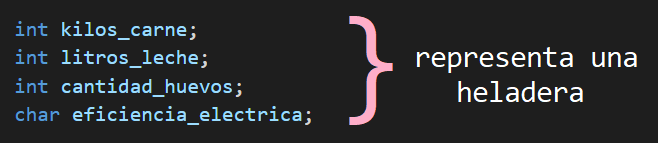 int kilos_carne;
int litros_leche;
int cantidad_huevos;
char eficiencia_electrica;
representa una
heladera